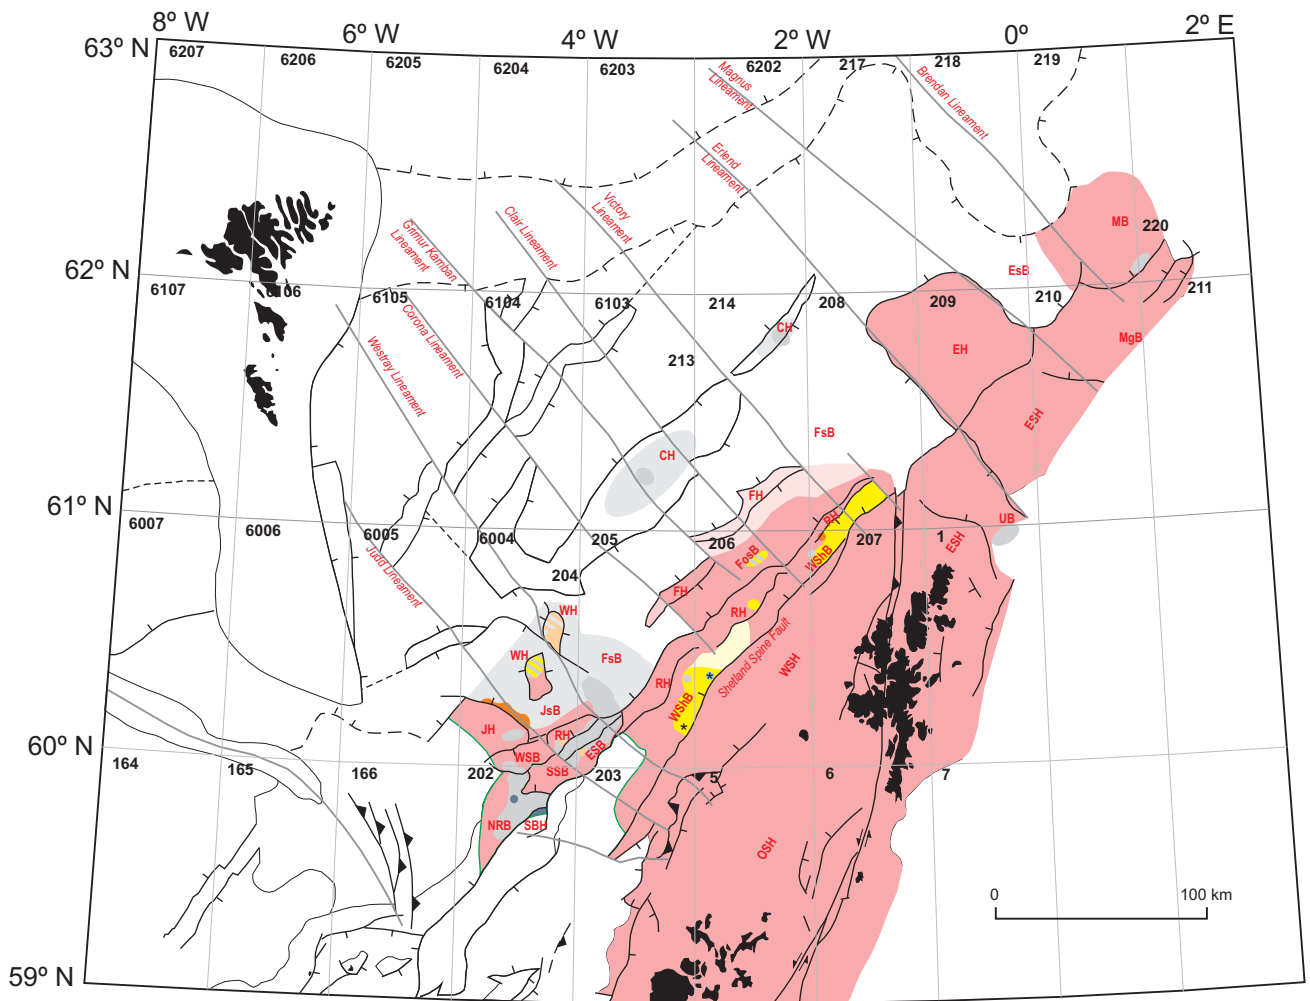 8º W
6º W
4º W
2º W
0º
2º E
63º N
6207
6206
6205
6204
6203
6202
217
218
219
Magnus
Lineament
Brendan Lineament
Erlend
Lineament
Victory
Lineament
Clair Lineament
Grimur Kamban
Lineament
MB
220
EsB
62º N
6107
6106
6105
6104
6103
214
208
209
210
211
Corona Lineament
Westray Lineament
CH
213
EH
MgB
ESH
FsB
CH
61º N
6007
6006
6005
6004
205
206
207
1
UB
ESH
FH
RH
WShB
FosB
FH
RH
Judd Lineament
204
WH
WH
FsB
Shetland Spine Fault
WSH
RH
WShB
*
*
JsB
JH
RH
ESB
WSB
SSB
60º N
164
165
166
202
203
5
6
7
NRB
SBH
OSH
0
100 km
59º N